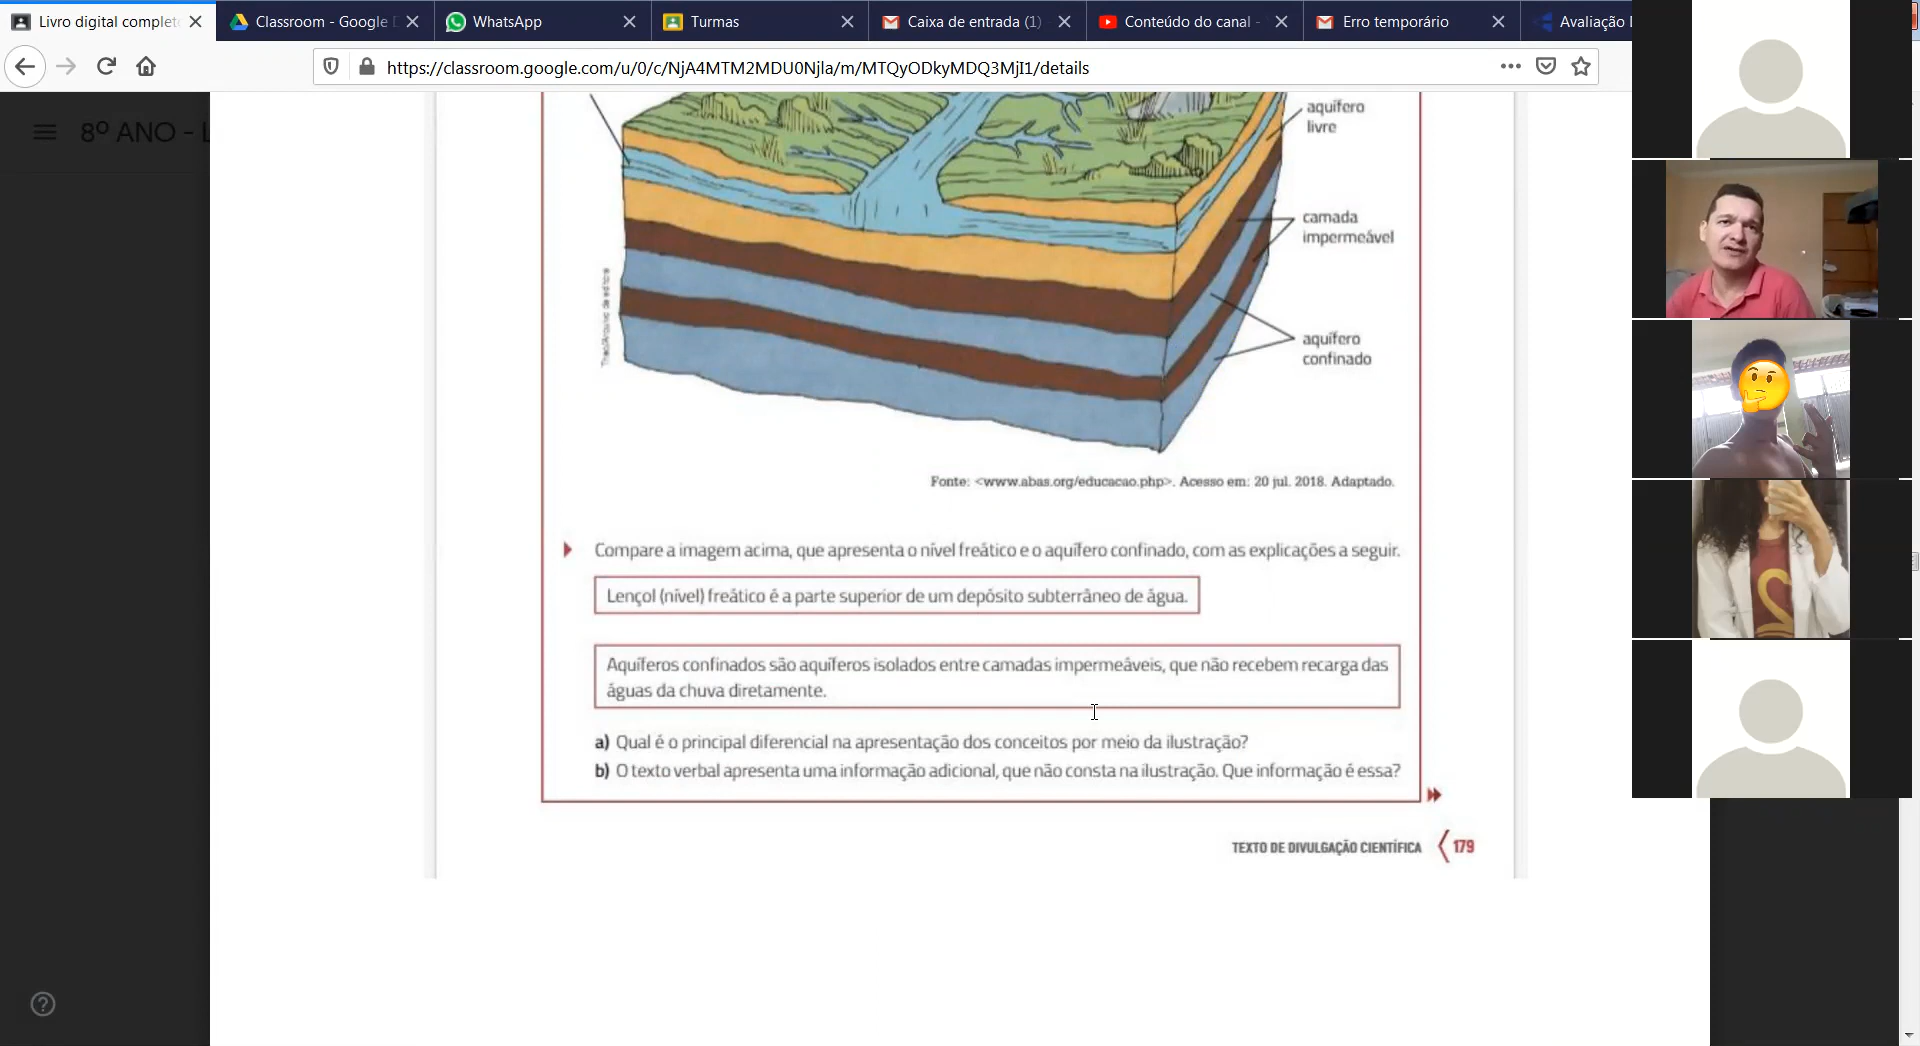 Livro digital complet
Classroom - Google
WhatsApp
Turmas
Caixa de entrada (1)
Conteúdo do canal -
Erro temporário
Avaliação
https://classroom.google.com/u/0/c/NjA4MTM2MDU0Njla/m/MTQyODkyMDQ3MjI1/details
8º ANO - L
aquífero
livre
camada
impermeável
aquífero
confinado
Fonte: <www.abas.org/educacao.php>. Acesso em: 20 jul. 2018. Adaptado.
Compare a imagem acima, que apresenta o nível freático e o aquífero confinado, com as explicações a seguir.
Lençol (nível) freático é a parte superior de um depósito subterrâneo de água.
Aquíferos confinados são aquíferos isolados entre camadas impermeáveis, que não recebem recarga das
águas da chuva diretamente.
a) Qual é o principal diferencial na apresentação dos conceitos por meio da ilustração?
b) O texto verbal apresenta uma informação adicional, que não consta na ilustração. Que informação é essa?
TEXTO DE DIVULGAÇÃO CIENTÍFICA 179